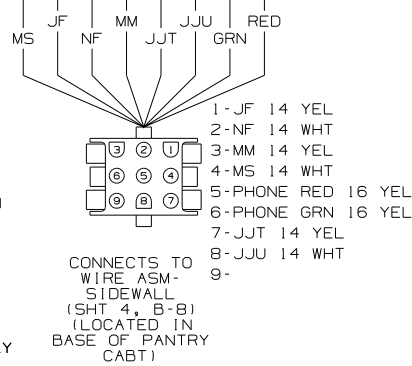 JF MM JJU RED
MS NF JJT GRN
1-JF 14 YEL
2-NF 14 WHT
3-MM 14 YEL
4-MS 14 WHT
5-PHONE RED 16 YEL
6-PHONE GRN 16 YEL
7-JJT 14 YEL
8-JJU 14 WHT
9-
3 2 1
6 5 4
9 8 7
CONNECTS TO
WIRE ASM-
SIDEWALL
(SHT 4, B-8)
(LOCATED IN
BASE OF PANTRY
CABT)
Y